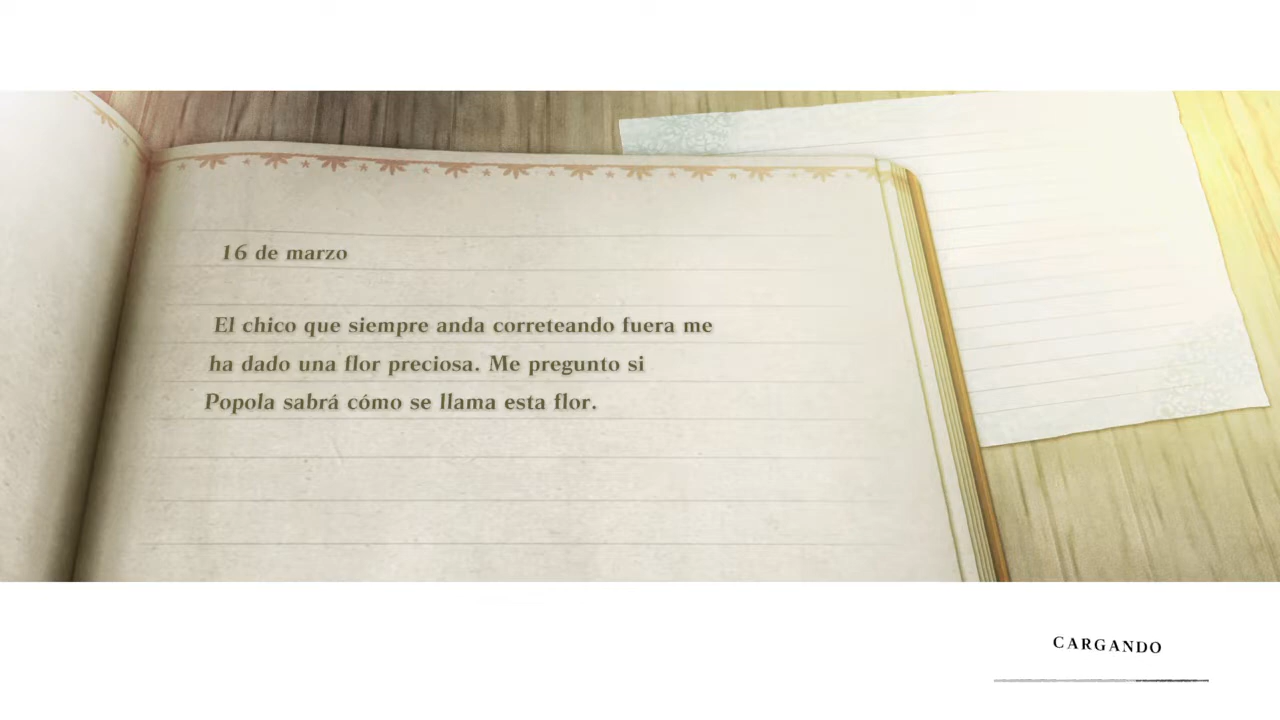 16 de marzo
El chico que siempre anda correteando fuera me
ha dado una flor preciosa. Me pregunto si
Popola sabrá cómo se llama esta flor.
CARGANDO